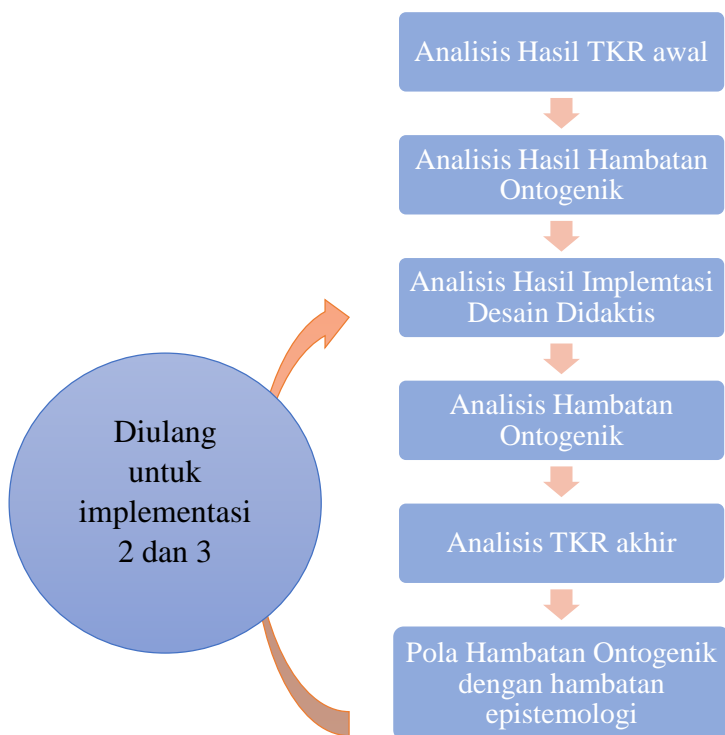 Analisis Hasil TKR awal
Analisis Hasil Hambatan
Ontogenik
Analisis Hasil Implemtasi
Desain Didaktis
Analisis Hambatan
Ontogenik
Analisis TKR akhir
Pola Hambatan Ontogenik
dengan hambatan
epistemologi
Diulang
untuk
implementasi
2 dan 3